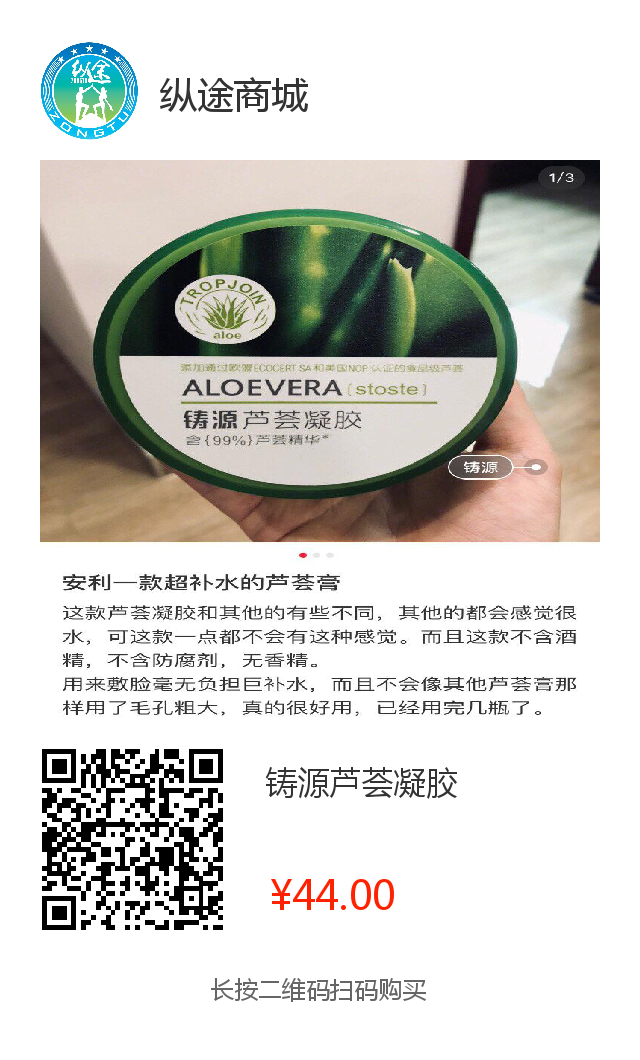 纵途
ZONGTU
ZONGTU
纵途商城
1/3
TROPJOIN
aloe
添加通过欧盟ECOCERT SA和美国NOP认证的食品级芦荟
ALOEVERA{stoste}
铸源芦荟凝胶
含{99%}芦荟精华*
铸源
安利一款超补水的芦荟膏
这款芦荟凝胶和其他的有些不同，其他的都会感觉很
水，可这款一点都不会有这种感觉。而且这款不含酒
精，不含防腐剂，无香精。
用来敷脸毫无负担巨补水，而且不会像其他芦荟膏那
样用了毛孔粗大，真的很好用，已经用完几瓶了。
铸源芦荟凝胶
¥44.00
长按二维码扫码购买